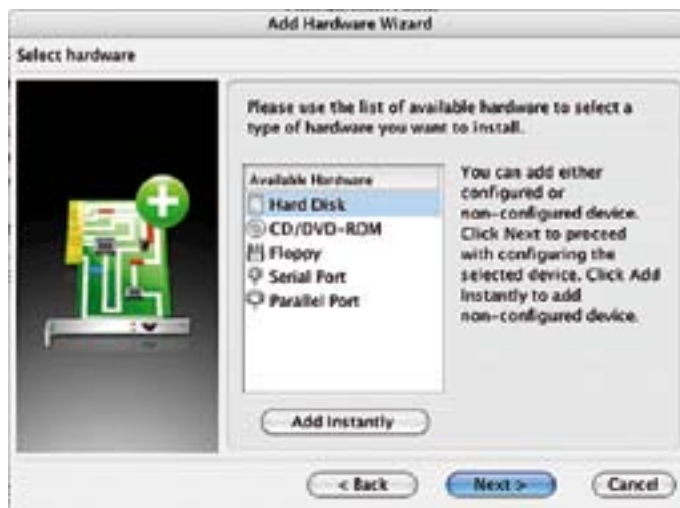 Add Hardware Wizard
Select hardware
Please use the list of available hardware to select a
type of hardware you want to install.
Available Hardware
Hard Disk
CD/DVD-ROM
Floppy
Serial Port
Parallel Port
You can add either
configured or
non-configured device.
Click Next to proceed
with configuring the
selected device. Click Add
Instantly to add
non-configured device.
Add Instantly
< Back
Next >
Cancel